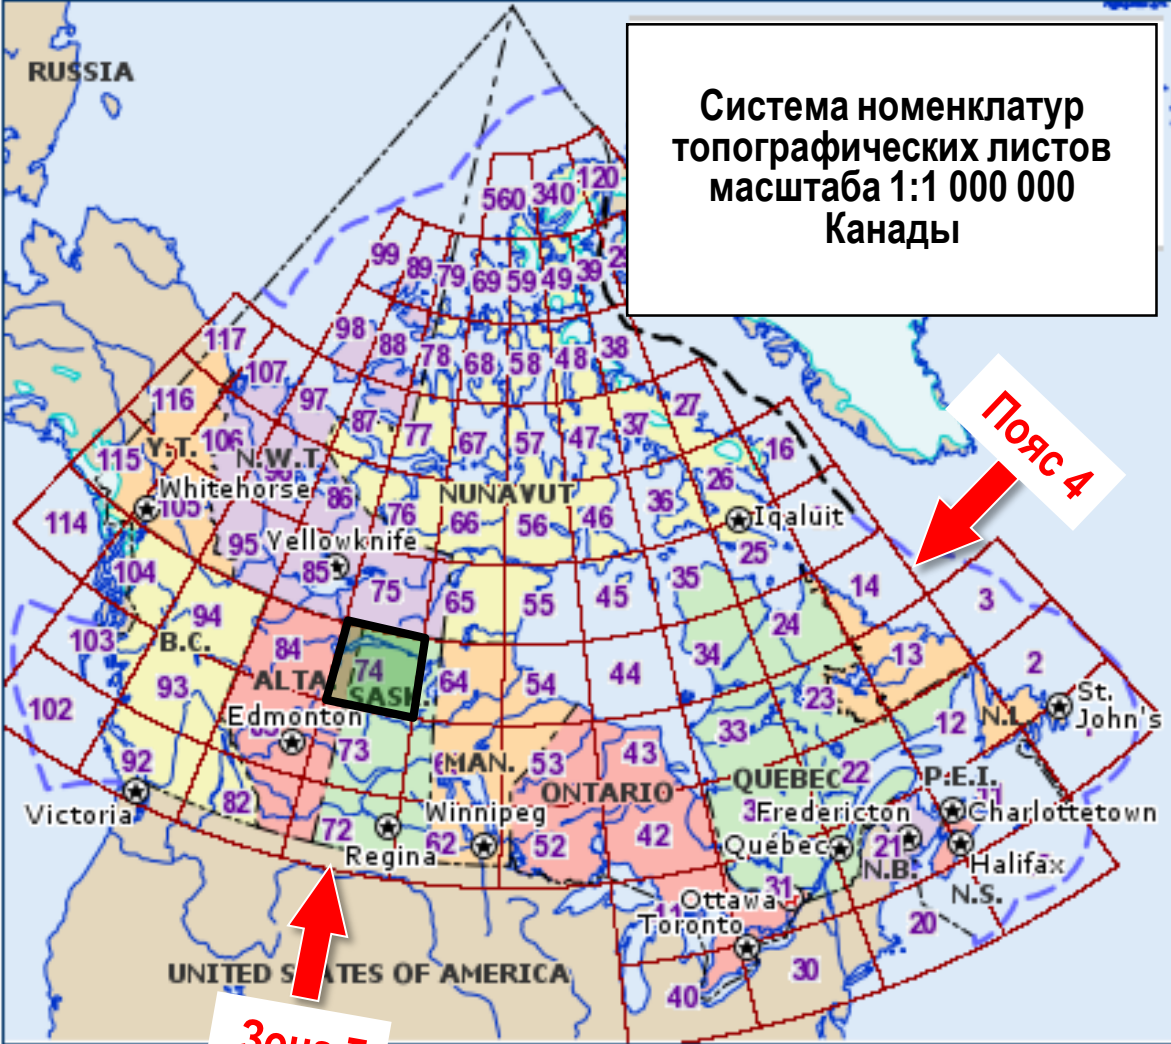 RUSSIA
Система номенклатур
топографических листов
масштаба 1:1 000 000
Канады
120
560 340
99 89 79 69 59 49 39
117 98 88 78 68 58 48 38
107 97 87 77 67 57 47 37 27 16
116 106
Y.T. N.W.T.
115 Whitehorse 86 NUNAVUT 36 26
114 105 76 66 56 46 Iqaluit
95 Yellowknife 25
104 85 75 65 55 45 35 14 3
Пояс 4
103 94 B.C. 84 74 64 54 44 34 24 13 2
ALTA SASK.
102 93 Edmonton 73 MAN. 53 43 33 23 12 N.L. St.
John's
92 82 72 Winnipeg ONTARIO QUEBEC 22 P.E.I.
Victoria Regina 62 52 42 Fredericton Charlottetown
Québec 21 N.B. Halifax
Ottawa 31 N.S.
Toronto 20
UNITED STATES OF AMERICA 40 30
Зона